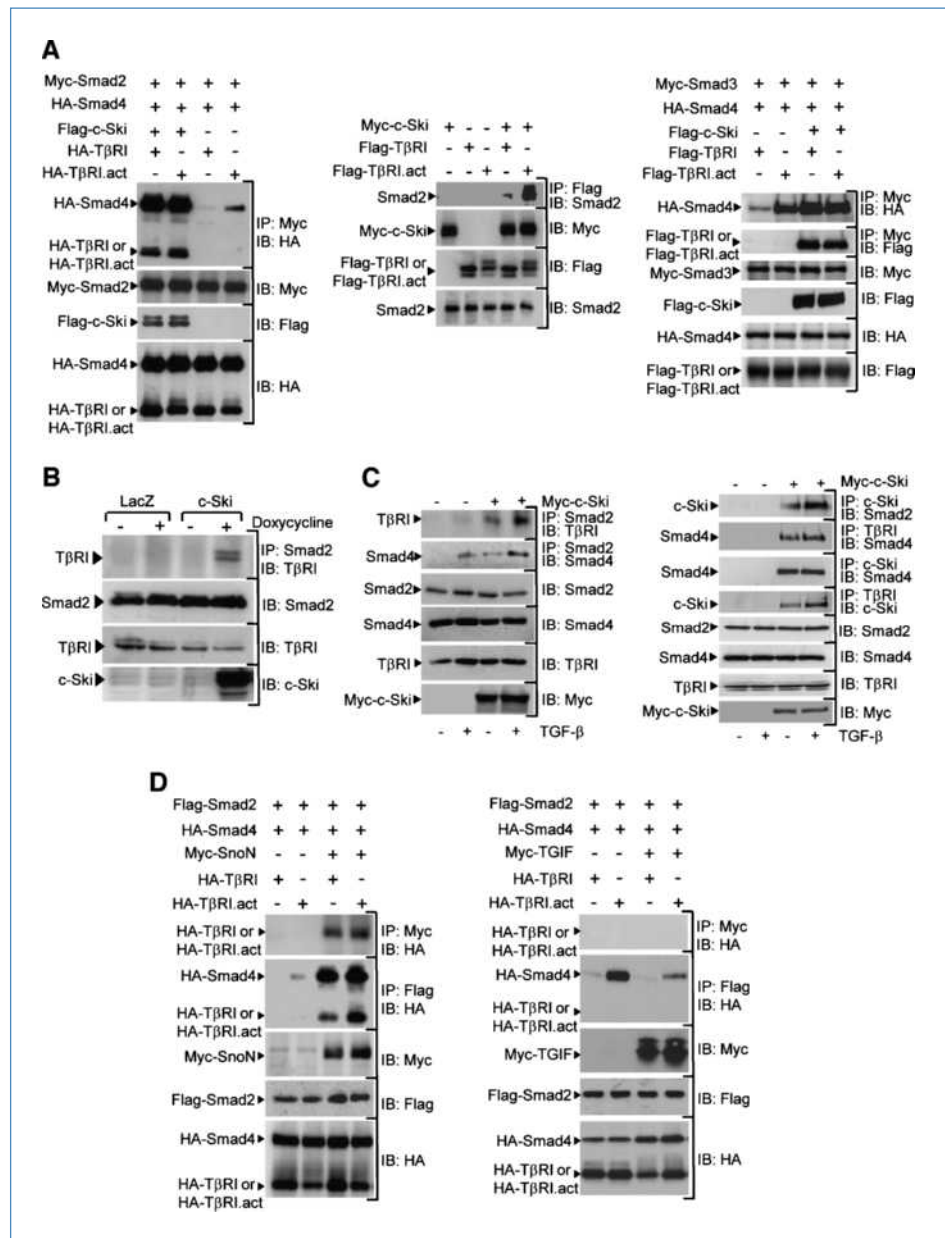 A
Myc-Smad2 + + + +
HA-Smad4 + + + +
Flag-c-Ski + + - -
HA-TβRI + - + -
HA-TβRI.act - + - +
HA-Smad4
HA-TβRI or
HA-TβRI.act
IP: Myc
IB: HA
Myc-Smad2
IB: Myc
Flag-c-Ski
IB: Flag
HA-Smad4
HA-TβRI or
HA-TβRI.act
IB: HA
Myc-c-Ski + - - + +
Flag-TβRI - + - + -
Flag-TβRI.act - - + - +
Smad2
IP: Flag
IB: Smad2
Myc-c-Ski
IB: Myc
Flag-TβRI or
Flag-TβRI.act
IB: Flag
Smad2
IB: Smad2
Myc-Smad3 + + + +
HA-Smad4 + + + +
Flag-c-Ski - - + +
Flag-TβRI + - + -
Flag-TβRI.act - + - +
HA-Smad4
IP: Myc
IB: HA
Flag-TβRI or
Flag-TβRI.act
IP: Myc
IB: Flag
Myc-Smad3
IB: Myc
Flag-c-Ski
IB: Flag
HA-Smad4
IB: HA
Flag-TβRI or
Flag-TβRI.act
IB: Flag
B
LacZ c-Ski
- + - + Doxycycline
TβRI
IP: Smad2
IB: TβRI
Smad2
IB: Smad2
TβRI
IB: TβRI
c-Ski
IB: c-Ski
C
- - + + Myc-c-Ski
TβRI
IP: Smad2
IB: TβRI
Smad4
IP: Smad2
IB: Smad4
Smad2
IB: Smad2
Smad4
IB: Smad4
TβRI
IB: TβRI
Myc-c-Ski
IB: Myc
- + - + TGF-β
- - + + Myc-c-Ski
c-Ski
IP: c-Ski
IB: Smad2
Smad4
IP: TβRI
IB: Smad4
Smad4
IP: c-Ski
IB: Smad4
c-Ski
IP: TβRI
IB: c-Ski
Smad2
IB: Smad2
Smad4
IB: Smad4
TβRI
IB: TβRI
Myc-c-Ski
IB: Myc
- + - + TGF-β
D
Flag-Smad2 + + + +
HA-Smad4 + + + +
Myc-SnoN - - + +
HA-TβRI + - + -
HA-TβRI.act - + - +
HA-TβRI or
HA-TβRI.act
IP: Myc
IB: HA
HA-Smad4
HA-TβRI or
HA-TβRI.act
IP: Flag
IB: HA
Myc-SnoN
IB: Myc
Flag-Smad2
IB: Flag
HA-Smad4
HA-TβRI or
HA-TβRI.act
IB: HA
Flag-Smad2 + + + +
HA-Smad4 + + + +
Myc-TGIF - - + +
HA-TβRI + - + -
HA-TβRI.act - + - +
HA-TβRI or
HA-TβRI.act
IP: Myc
IB: HA
HA-Smad4
HA-TβRI or
HA-TβRI.act
IP: Flag
IB: HA
Myc-TGIF
IB: Myc
Flag-Smad2
IB: Flag
HA-Smad4
HA-TβRI or
HA-TβRI.act
IB: HA